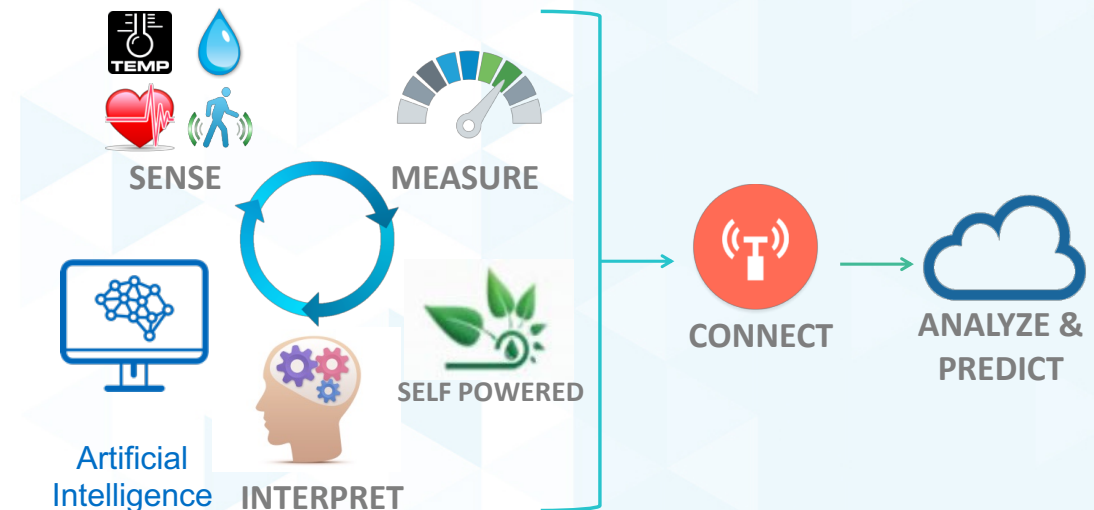 TEMP
SENSE
MEASURE
SELF POWERED
Artificial
Intelligence
INTERPRET
CONNECT
ANALYZE &
PREDICT